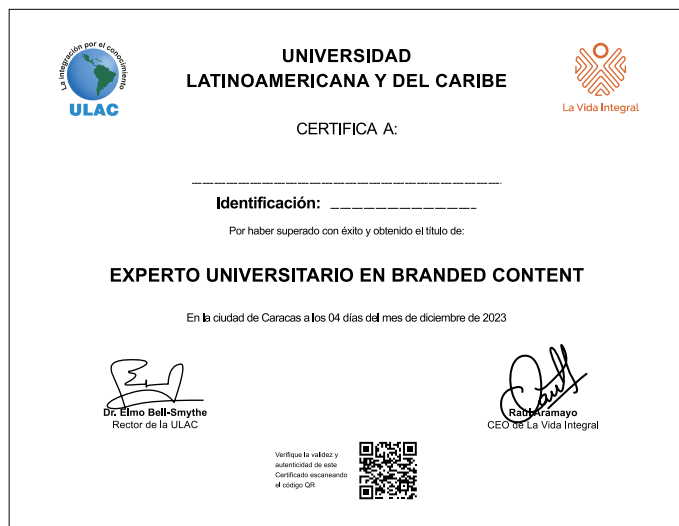 La integración por el conocimiento
ULAC
UNIVERSIDAD
LATINOAMERICANA Y DEL CARIBE
La Vida Integral
CERTIFICA A:
Identificación:
Por haber superado con éxito y obtenido el título de:
EXPERTO UNIVERSITARIO EN BRANDED CONTENT
En la ciudad de Caracas a los 04 días del mes de diciembre de 2023
Dr. Elmo Bell-Smythe
Rector de la ULAC
Raúl Aramayo
CEO de La Vida Integral
Verifique la validez y
autenticidad de este
Certificado escaneando
el código QR